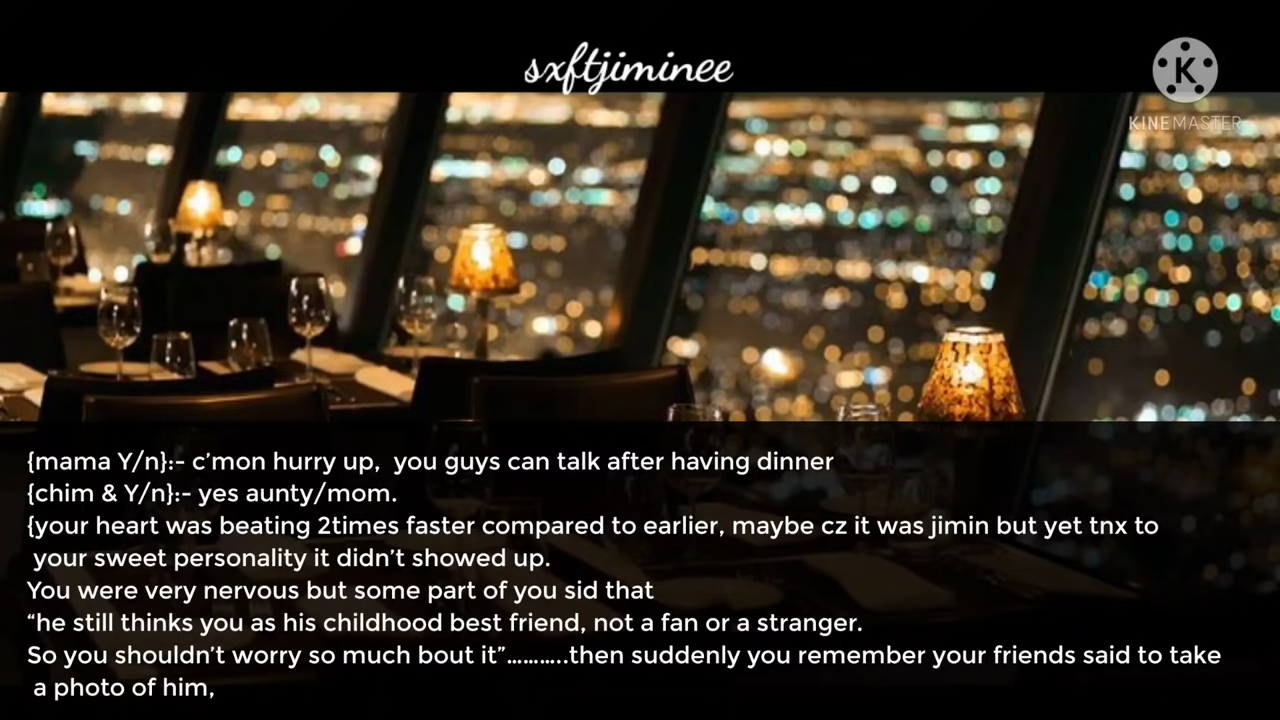 sxftjiminee
K
KINEMASTER
{mama Y/n}:- c’mon hurry up,  you guys can talk after having dinner
{chim & Y/n}:- yes aunty/mom.
{your heart was beating 2times faster compared to earlier, maybe cz it was jimin but yet tnx to
your sweet personality it didn’t showed up.
You were very nervous but some part of you sid that
“he still thinks you as his childhood best friend, not a fan or a stranger.
So you shouldn’t worry so much bout it”………..then suddenly you remember your friends said to take
a photo of him,